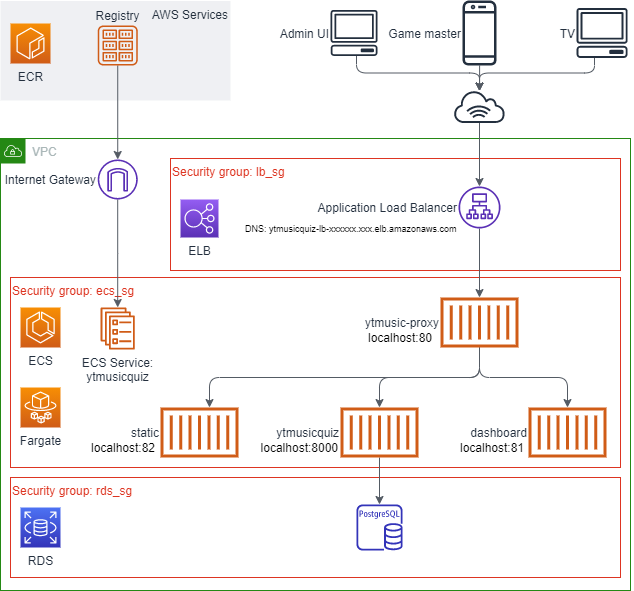 Registry
AWS Services
ECR
Admin UI
Game master
TV
VPC
Internet Gateway
Security group: lb_sg
Application Load Balancer
DNS: ytmusicquiz-lb-xxxxxx.xxx.elb.amazonaws.com
ELB
Security group: ecs_sg
ECS
ECS Service:
ytmusicquiz
ytmusic-proxy
localhost:80
Fargate
static
localhost:82
ytmusicquiz
localhost:8000
dashboard
localhost:81
Security group: rds_sg
PostgreSQL
RDS